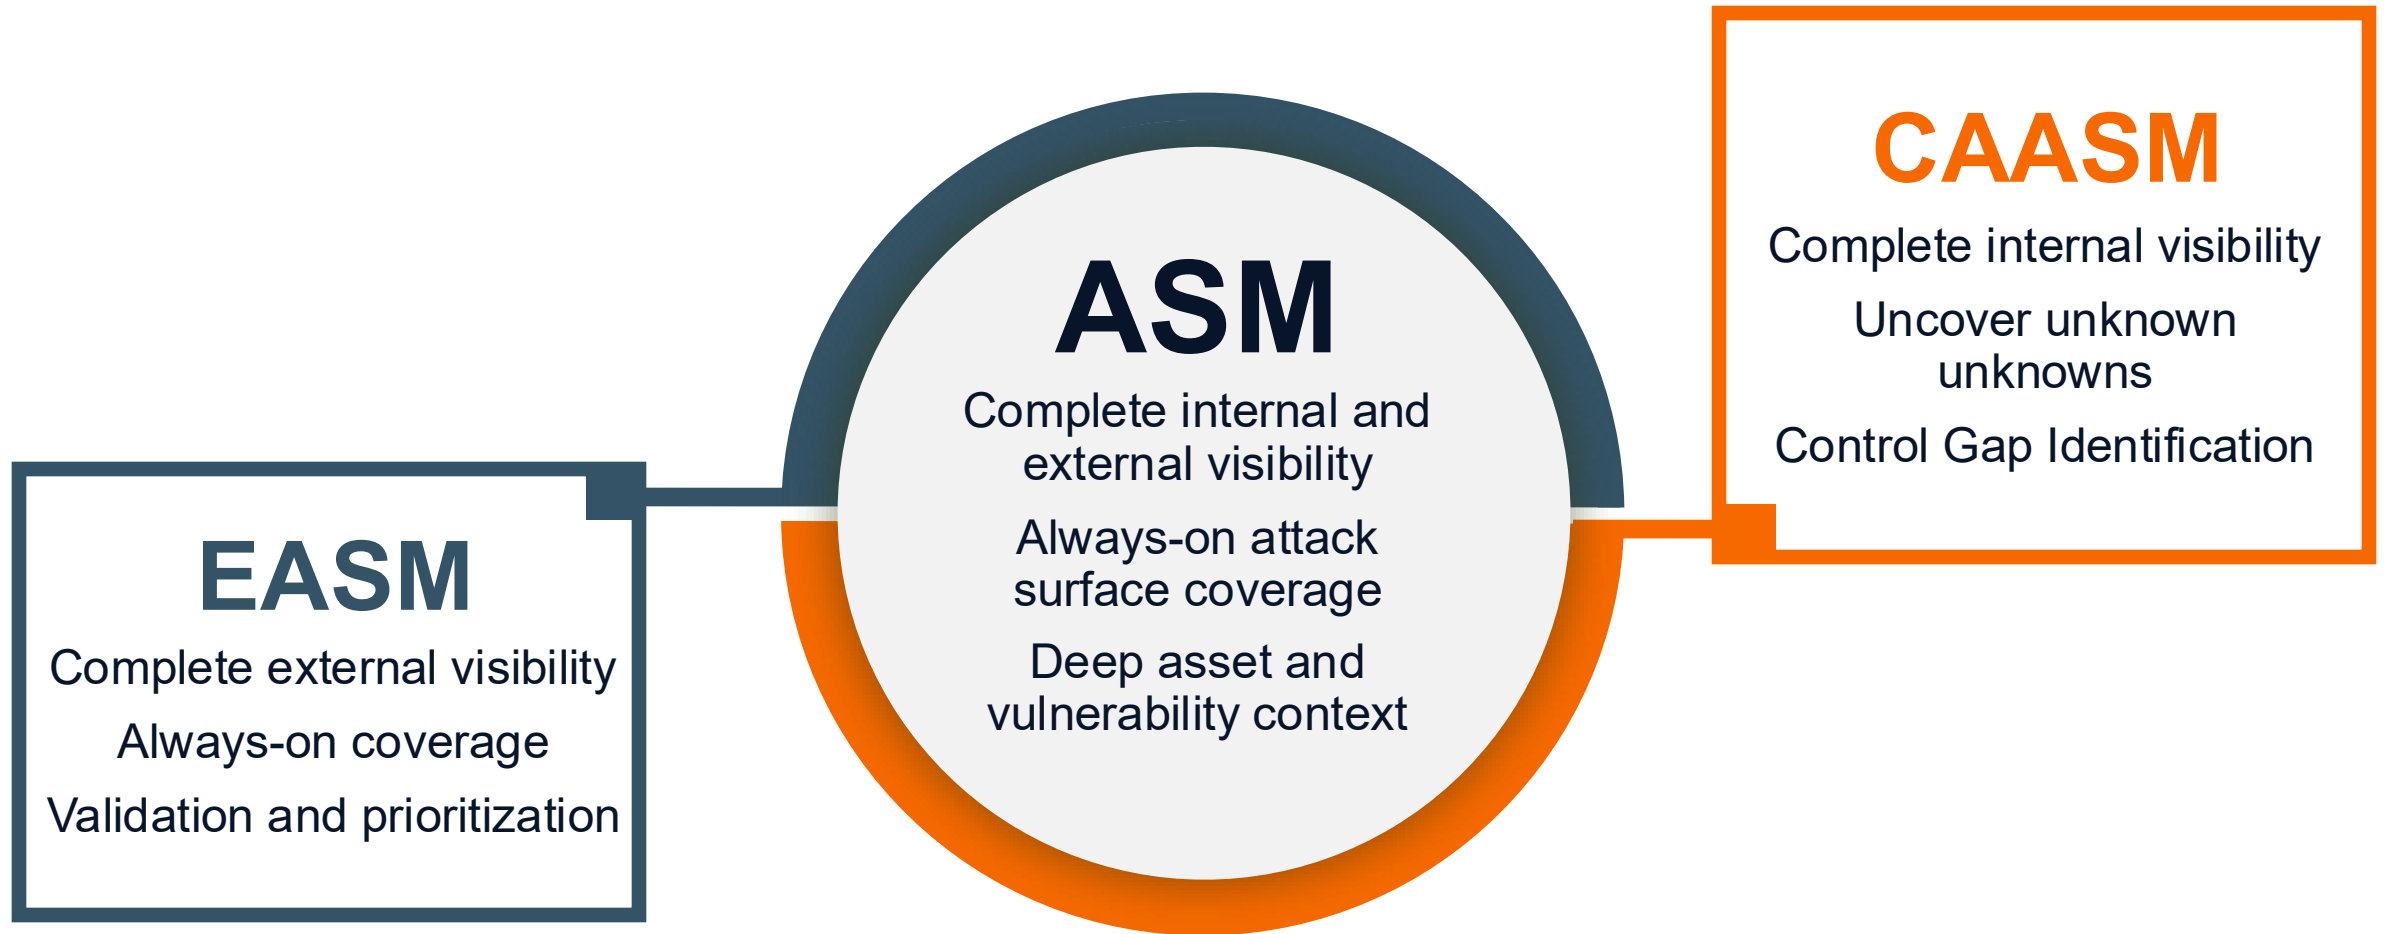 EASM
Complete external visibility
Always-on coverage
Validation and prioritization
ASM
Complete internal and
external visibility
Always-on attack
surface coverage
Deep asset and
vulnerability context
CAASM
Complete internal visibility
Uncover unknown
unknowns
Control Gap Identification